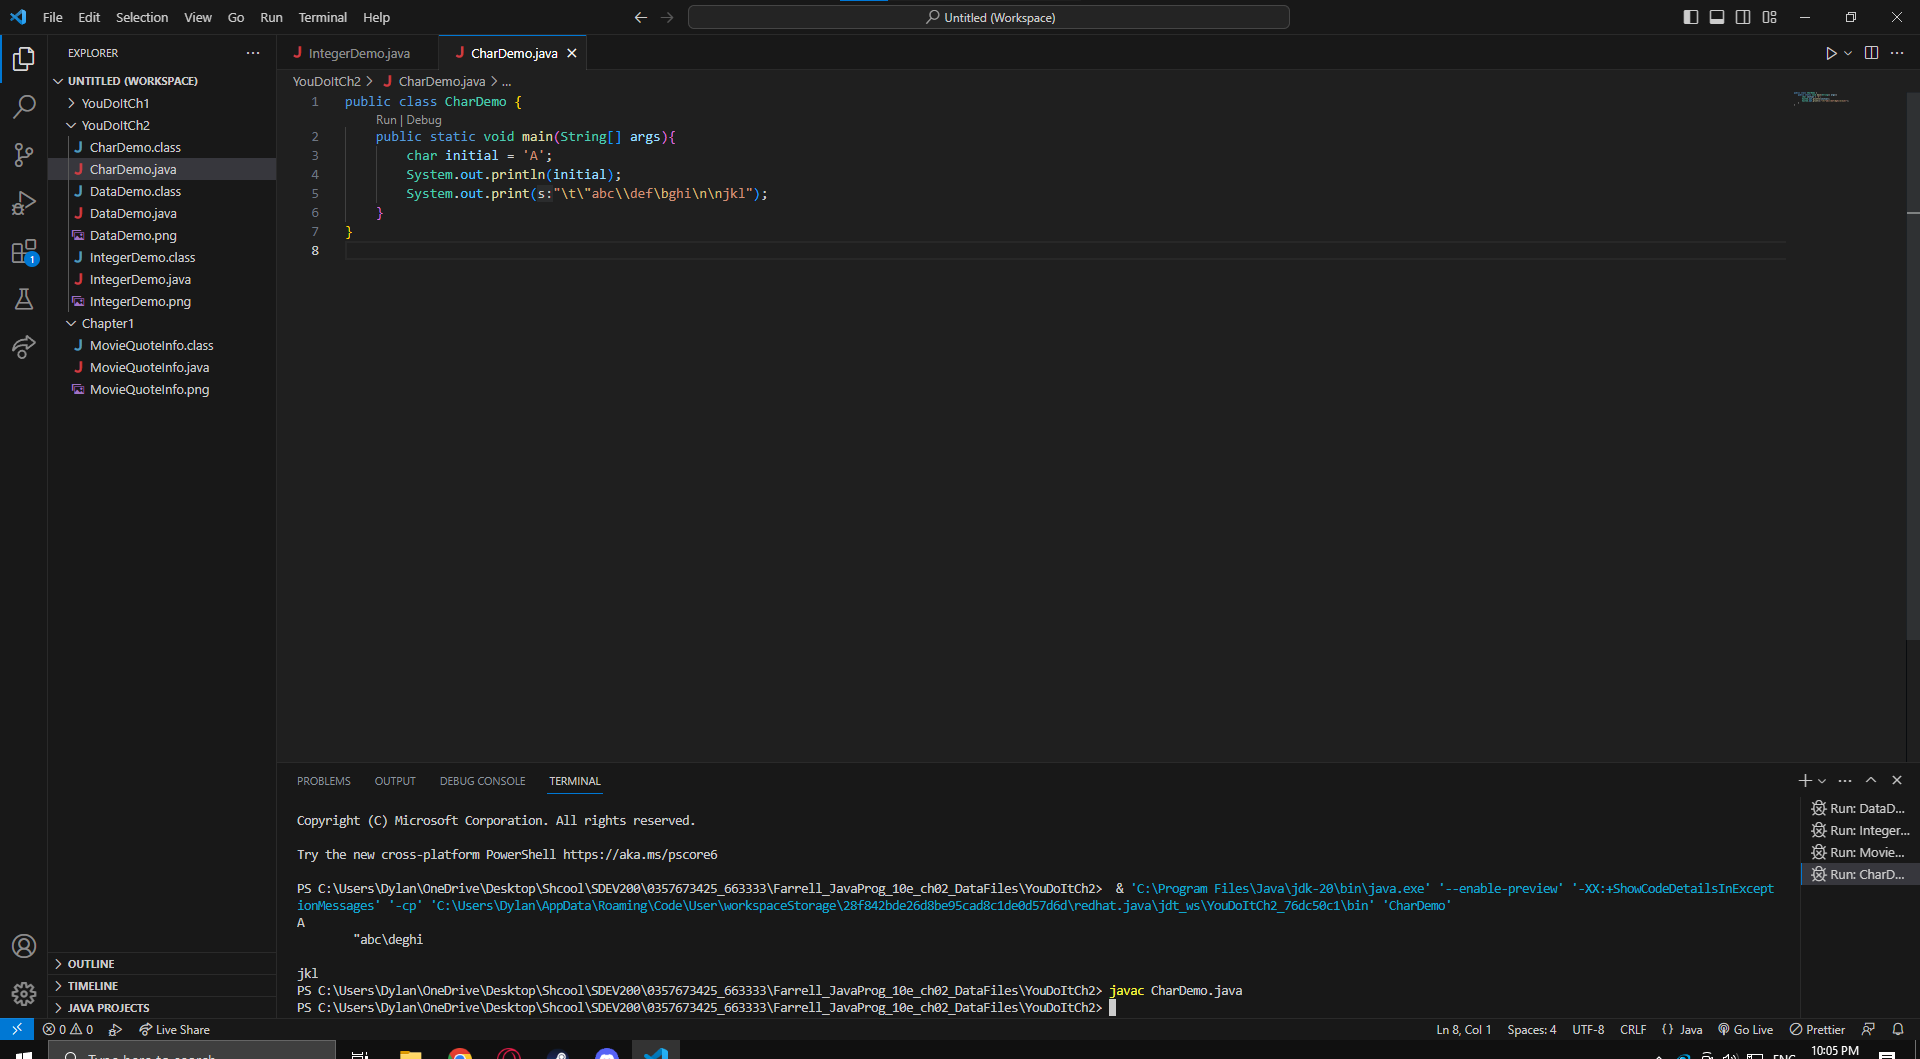 File Edit Selection View Go Run Terminal Help
Untitled (Workspace)
EXPLORER
UNTITLED (WORKSPACE)
YouDoItCh1
YouDoItCh2
CharDemo.class
CharDemo.java
DataDemo.class
DataDemo.java
DataDemo.png
IntegerDemo.class
IntegerDemo.java
IntegerDemo.png
Chapter1
MovieQuoteInfo.class
MovieQuoteInfo.java
MovieQuoteInfo.png
OUTLINE
TIMELINE
JAVA PROJECTS
1
IntegerDemo.java
CharDemo.java
YouDoItCh2 > CharDemo.java > ...
1 public class CharDemo {
Run | Debug
2 public static void main(String[] args){
3 char initial = 'A';
4 System.out.println(initial);
5 System.out.print(s:"\t\"abc\\def\bghi\n\njkl");
6 }
7 }
8
PROBLEMS OUTPUT DEBUG CONSOLE TERMINAL
Copyright (C) Microsoft Corporation. All rights reserved.
Try the new cross-platform PowerShell https://aka.ms/pscore6
PS C:\Users\Dylan\OneDrive\Desktop\Shcool\SDEV200\0357673425_663333\Farrell_JavaProg_10e_ch02_DataFiles\YouDoItCh2>  & 'C:\Program Files\Java\jdk-20\bin\java.exe' '--enable-preview' '-XX:+ShowCodeDetailsInExcept
ionMessages' '-cp' 'C:\Users\Dylan\AppData\Roaming\Code\User\workspaceStorage\28f842bde26d8be95cad8c1de0d57d6d\redhat.java\jdt_ws\YouDoItCh2_76dc50c1\bin' 'CharDemo'
A
"abc\deghi
jkl
PS C:\Users\Dylan\OneDrive\Desktop\Shcool\SDEV200\0357673425_663333\Farrell_JavaProg_10e_ch02_DataFiles\YouDoItCh2> javac CharDemo.java
PS C:\Users\Dylan\OneDrive\Desktop\Shcool\SDEV200\0357673425_663333\Farrell_JavaProg_10e_ch02_DataFiles\YouDoItCh2>
Run: DataD...
Run: Integer...
Run: Movie...
Run: CharD...
0 0 Live Share
Ln 8, Col 1 Spaces: 4 UTF-8 CRLF {} Java Go Live Prettier
Type here to search
ENG
10:05 PM